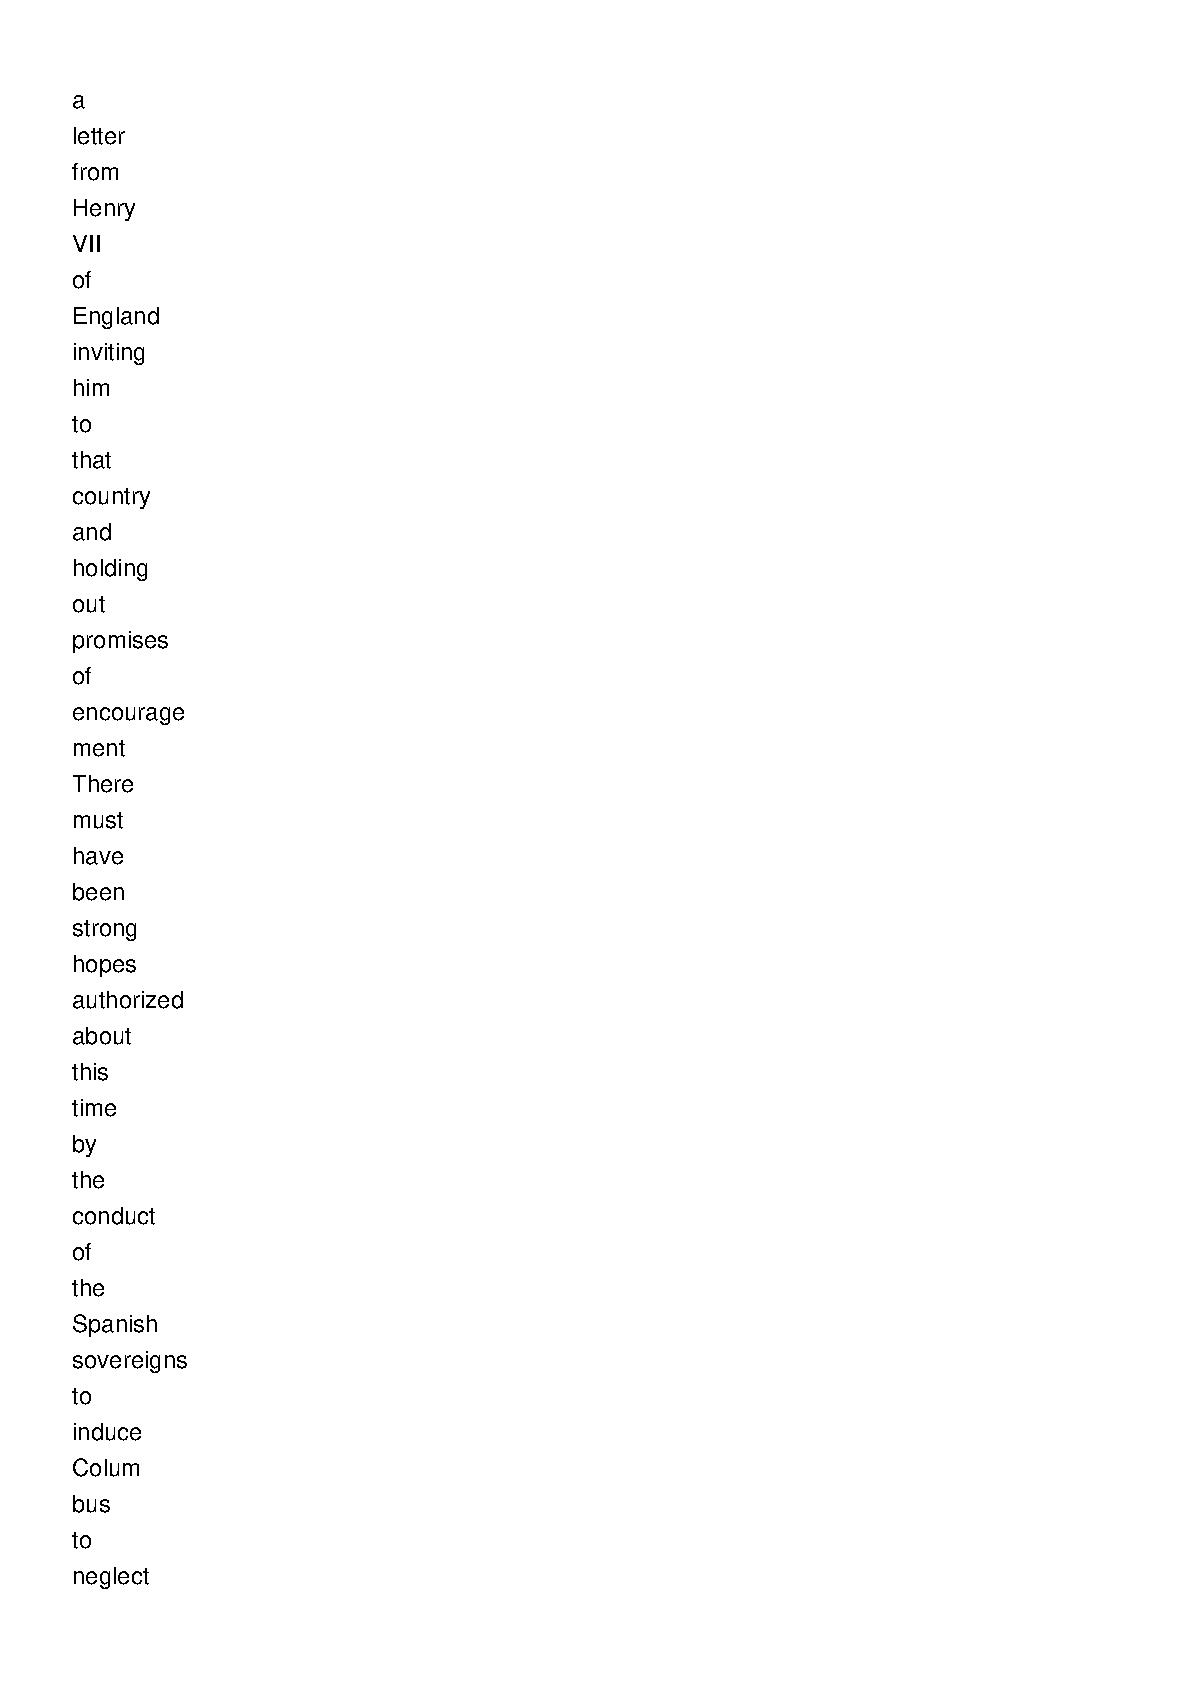 a
letter
from
Henry
VII
of
England
inviting
him
to
that
country
and
holding
out
promises
of
encourage
ment
There
must
have
been
strong
hopes
authorized
about
this
time
by
the
conduct
of
the
Spanish
sovereigns
to
induce
Colum
bus
to
neglect